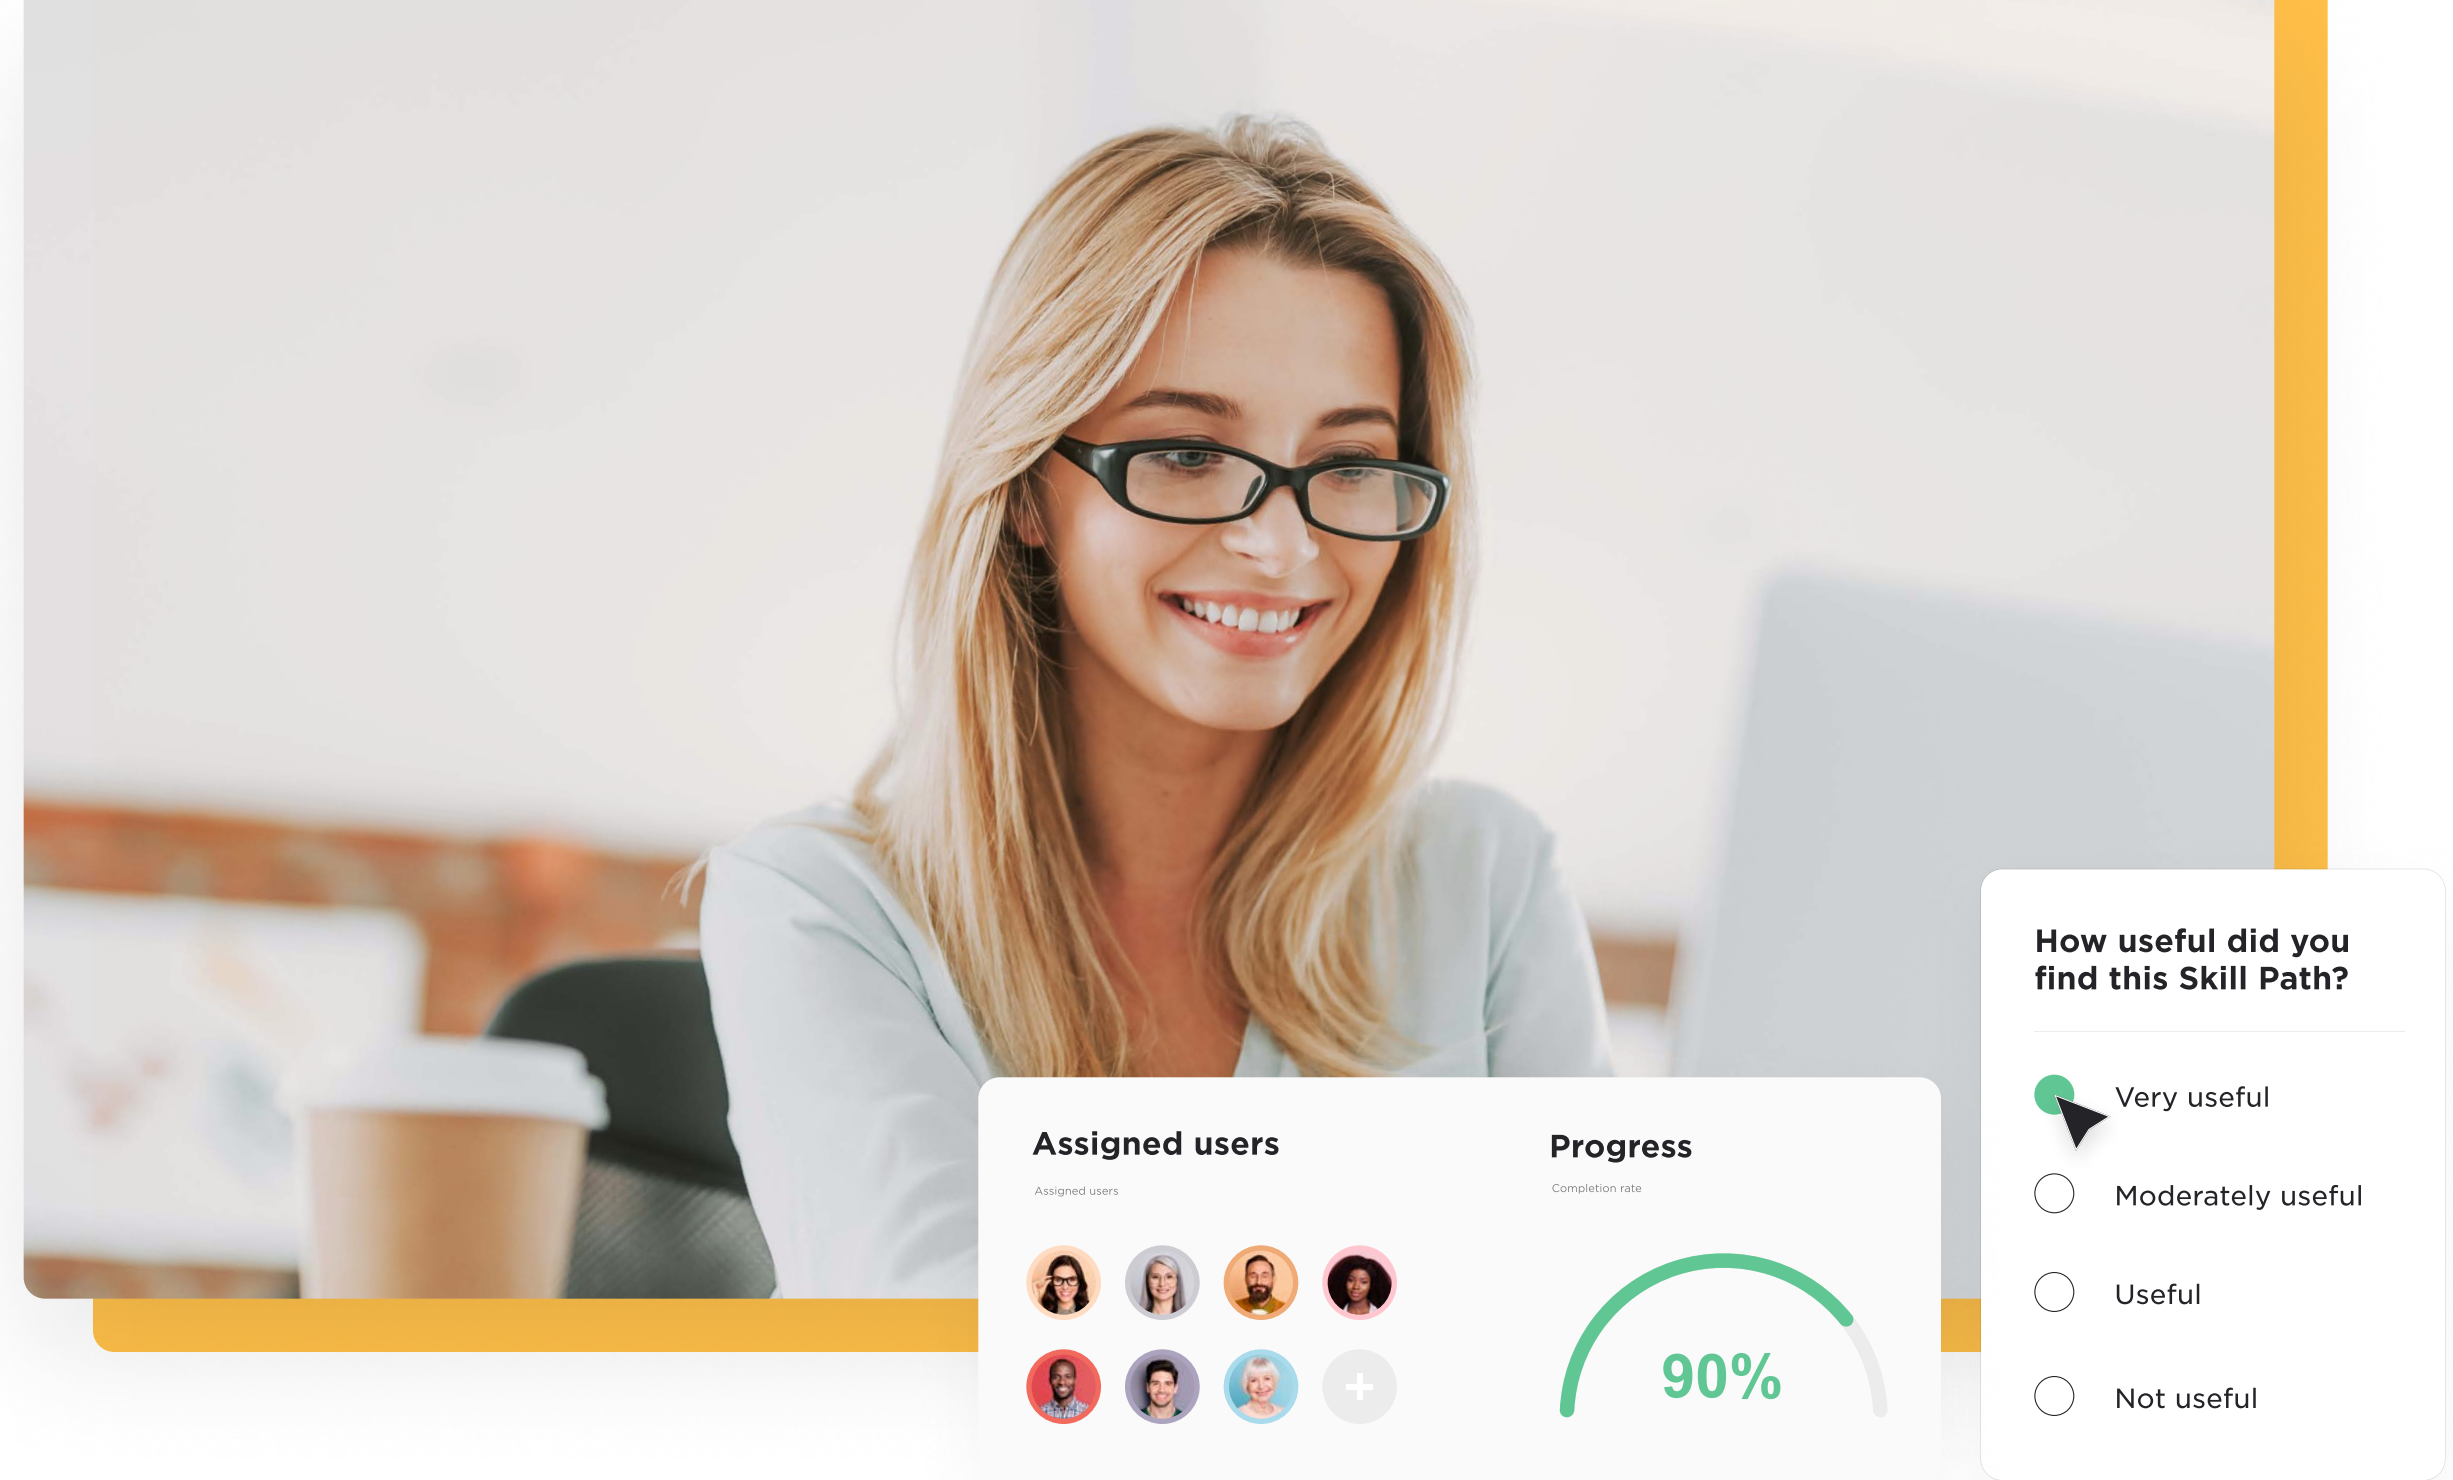 Assigned users
Assigned users
Progress
Completion rate
90%
How useful did you
find this Skill Path?
Very useful
Moderately useful
Useful
Not useful